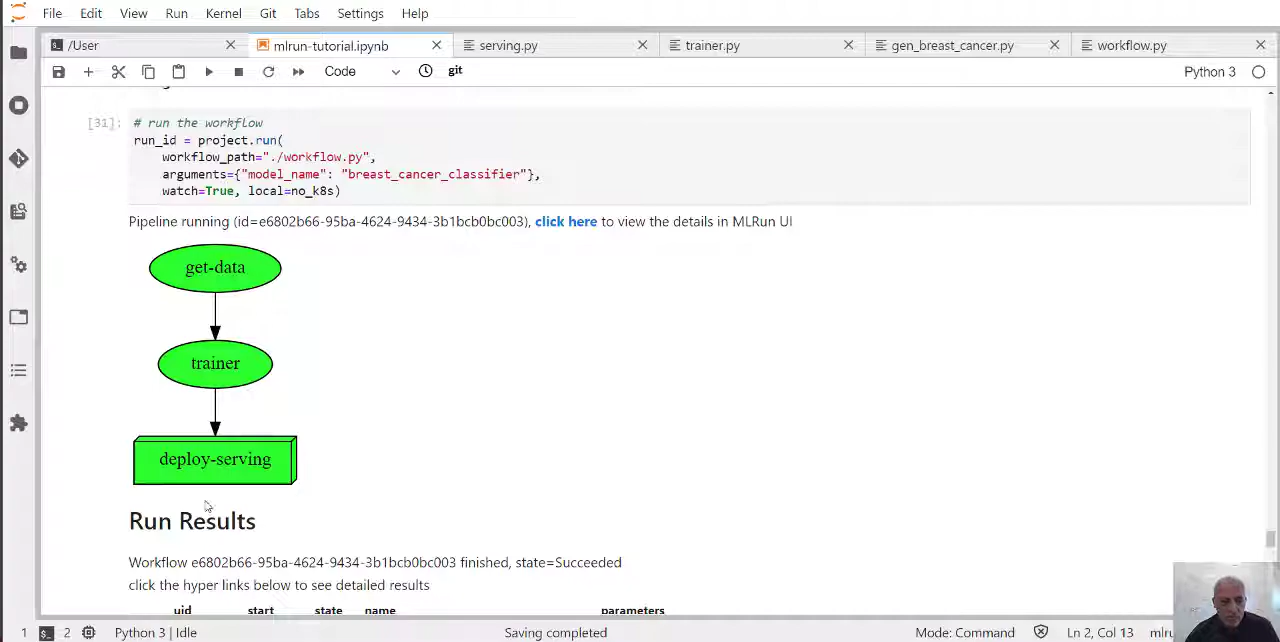 File Edit View Run Kernel Git Tabs Settings Help
/User mlrun-tutorial.ipynb serving.py trainer.py gen_breast_cancer.py workflow.py
Code git Python 3
[31]: # run the workflow
run_id = project.run(
workflow_path="./workflow.py",
arguments={"model_name": "breast_cancer_classifier"},
watch=True, local=no_k8s)
Pipeline running (id=e6802b66-95ba-4624-9434-3b1bcb0bc003), click here to view the details in MLRun UI
get-data
trainer
deploy-serving
Run Results
Workflow e6802b66-95ba-4624-9434-3b1bcb0bc003 finished, state=Succeeded
click the hyper links below to see detailed results
uid start state name parameters
1 2 Python 3 | Idle Saving completed Mode: Command Ln 2, Col 13 mlru